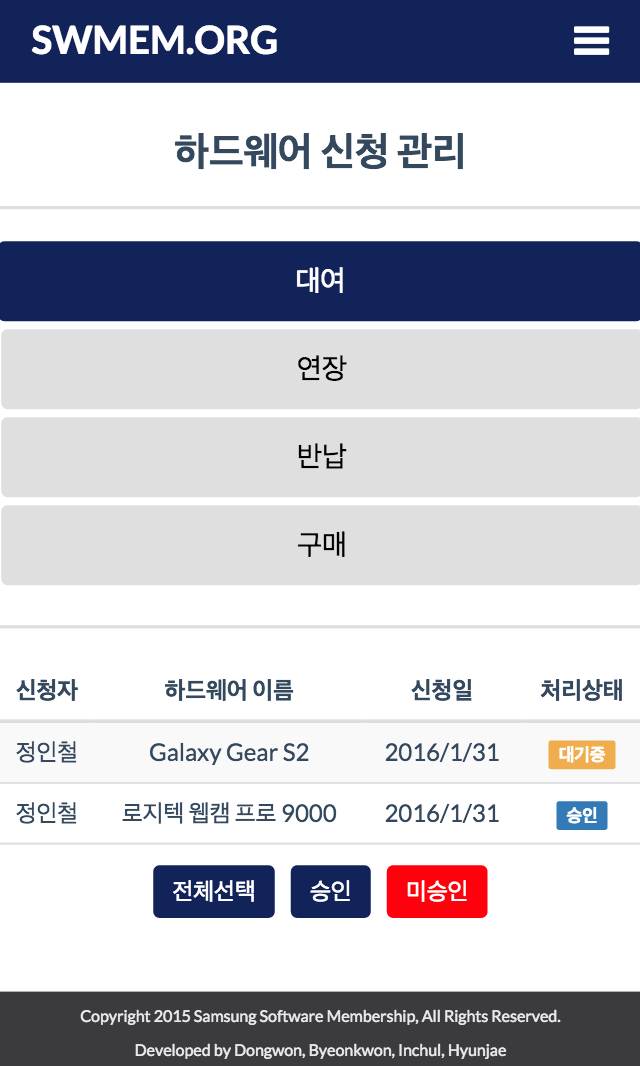 SWMEM.ORG
하드웨어 신청 관리
대여
연장
반납
구매
신청자 하드웨어 이름 신청일 처리상태
정인철 Galaxy Gear S2 2016/1/31 대기중
정인철 로지텍 웹캠 프로 9000 2016/1/31 승인
전체선택 승인 미승인
Copyright 2015 Samsung Software Membership, All Rights Reserved.
Developed by Dongwon, Byeonkwon, Inchul, Hyunjae